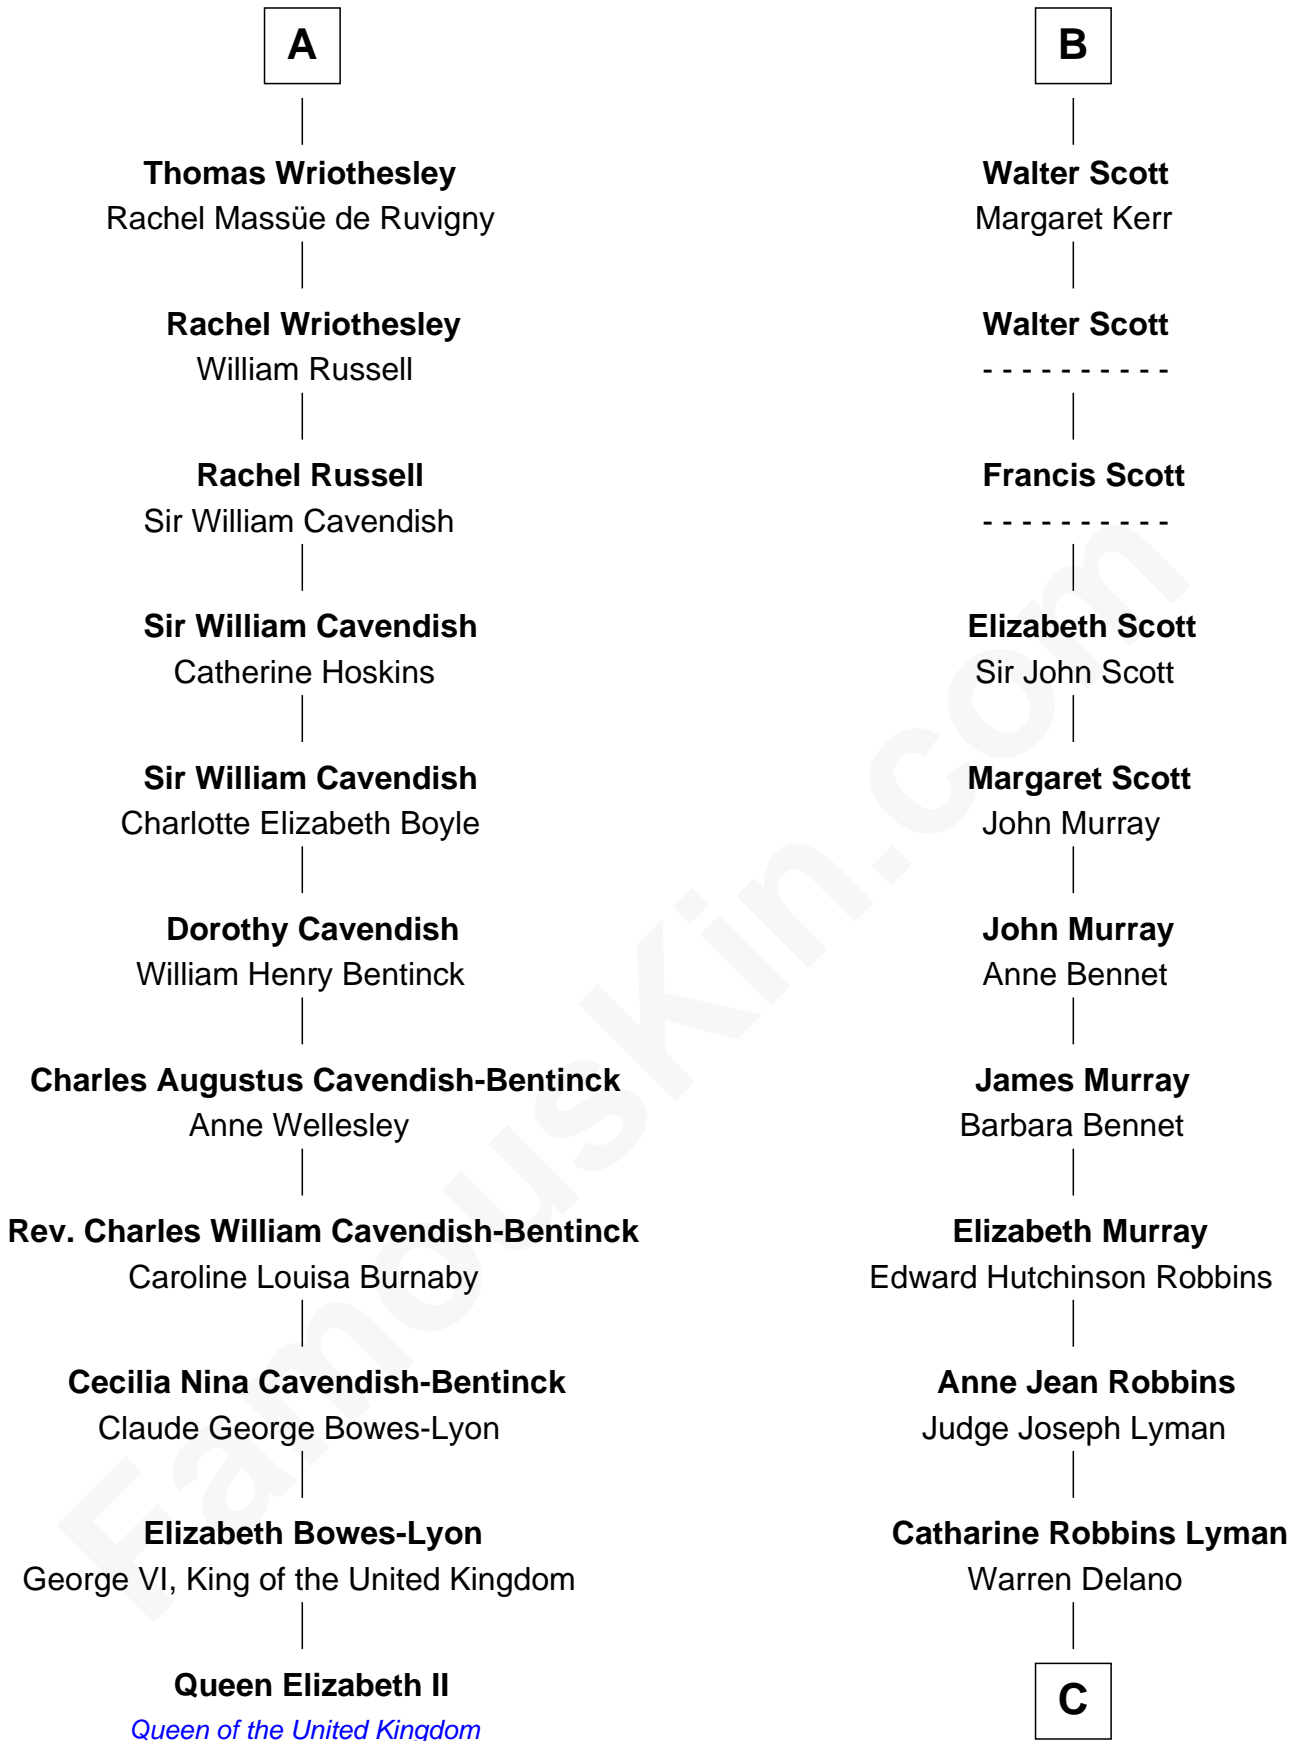 A
Thomas Wriothesley
Rachel Massüe de Ruvigny
Rachel Wriothesley
William Russell
Rachel Russell
Sir William Cavendish
Sir William Cavendish
Catherine Hoskins
Sir William Cavendish
Charlotte Elizabeth Boyle
Dorothy Cavendish
William Henry Bentinck
Charles Augustus Cavendish-Bentinck
Anne Wellesley
Rev. Charles William Cavendish-Bentinck
Caroline Louisa Burnaby
Cecilia Nina Cavendish-Bentinck
Claude George Bowes-Lyon
Elizabeth Bowes-Lyon
George VI, King of the United Kingdom
Queen Elizabeth II
Queen of the United Kingdom
B
Walter Scott
Margaret Kerr
Walter Scott
- - - - - - - - - -
Francis Scott
- - - - - - - - - -
Elizabeth Scott
Sir John Scott
Margaret Scott
John Murray
John Murray
Anne Bennet
James Murray
Barbara Bennet
Elizabeth Murray
Edward Hutchinson Robbins
Anne Jean Robbins
Judge Joseph Lyman
Catharine Robbins Lyman
Warren Delano
C
FamousKin.com